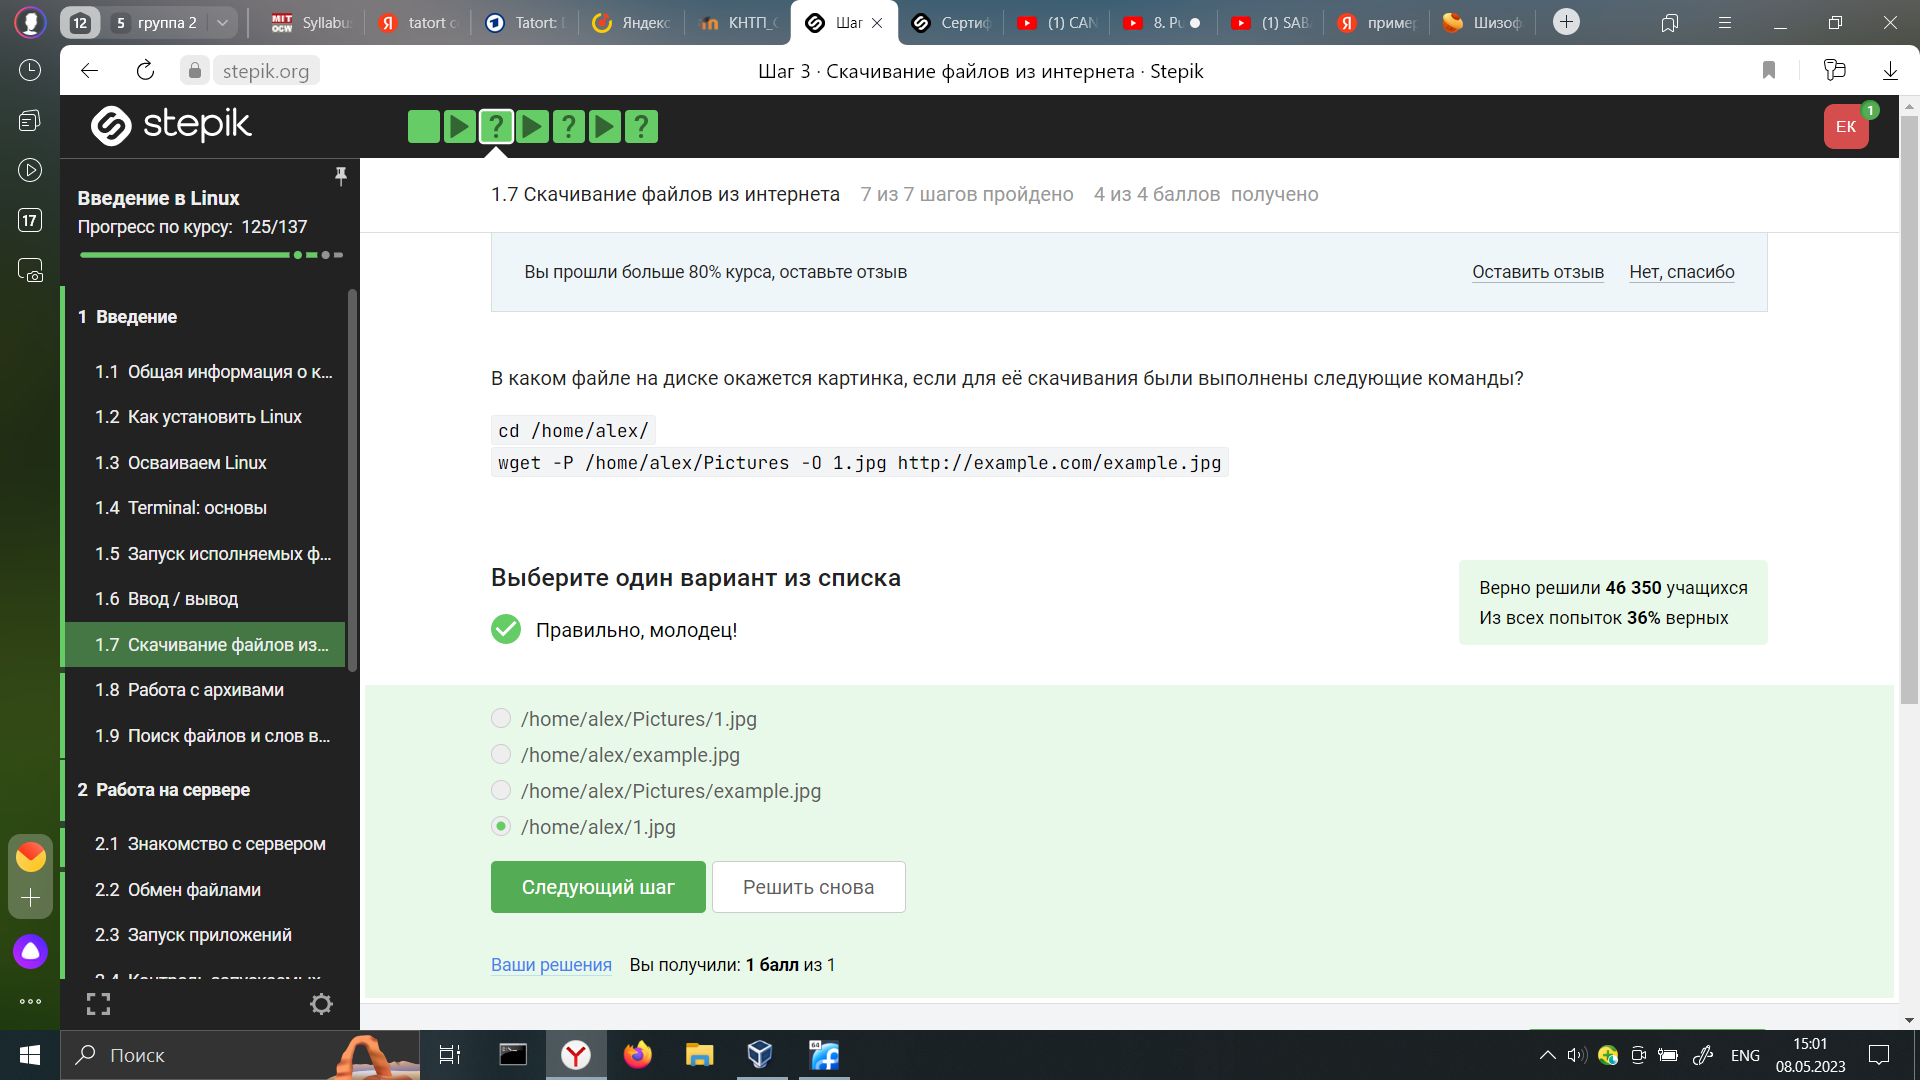 12
5 группа 2
MIT OCW Syllabu
tatort с
Tatort:
Яндекс
КНТП_
Шаг
Сертиф
(1) CAN
8. Pu
(1) SAB
пример
Шизоф
stepik.org
Шаг 3 · Скачивание файлов из интернета · Stepik
17
stepik
?
?
?
ЕК
1
Введение в Linux
Прогресс по курсу: 125/137
1 Введение
1.1 Общая информация о к...
1.2 Как установить Linux
1.3 Осваиваем Linux
1.4 Terminal: основы
1.5 Запуск исполняемых ф...
1.6 Ввод / вывод
1.7 Скачивание файлов из...
1.8 Работа с архивами
1.9 Поиск файлов и слов в...
2 Работа на сервере
2.1 Знакомство с сервером
2.2 Обмен файлами
2.3 Запуск приложений
1.7 Скачивание файлов из интернета 7 из 7 шагов пройдено 4 из 4 баллов получено
Вы прошли больше 80% курса, оставьте отзыв
Оставить отзыв Нет, спасибо
В каком файле на диске окажется картинка, если для её скачивания были выполнены следующие команды?
cd /home/alex/
wget -P /home/alex/Pictures -O 1.jpg http://example.com/example.jpg
Выберите один вариант из списка
Правильно, молодец!
Верно решили 46 350 учащихся
Из всех попыток 36% верных
/home/alex/Pictures/1.jpg
/home/alex/example.jpg
/home/alex/Pictures/example.jpg
/home/alex/1.jpg
Следующий шаг
Решить снова
Ваши решения Вы получили: 1 балл из 1
Поиск
64
ENG
15:01
08.05.2023